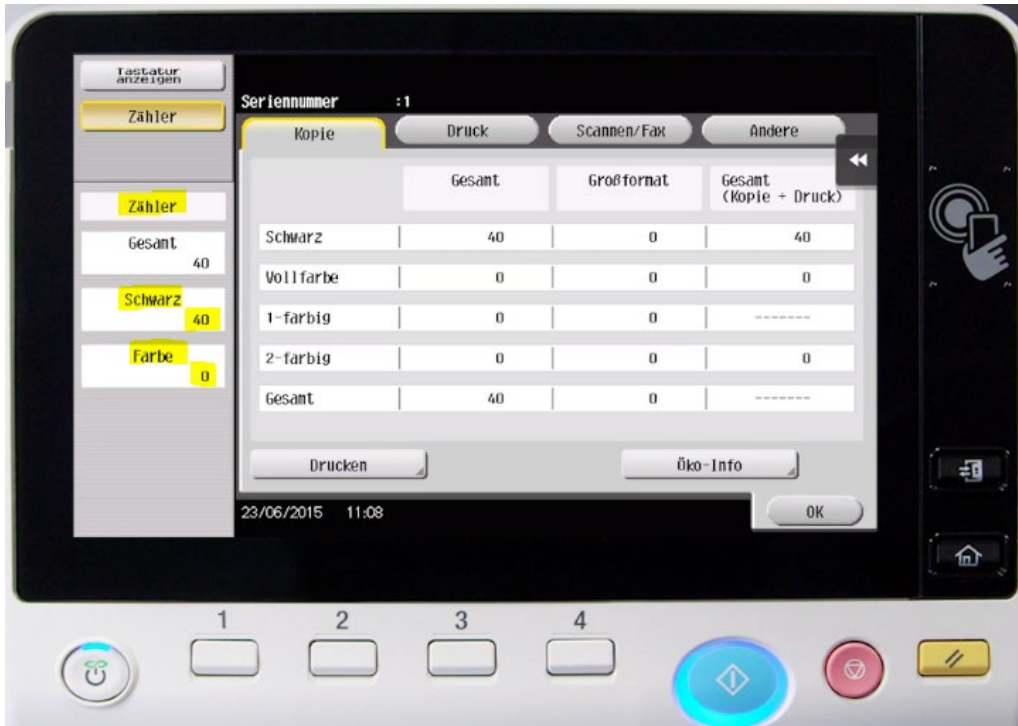 Tastatur
anzeigen
Zähler
Zähler
Gesamt
40
Schwarz
40
Farbe
0
Seriennummer :1
Kopie Druck Scannen/Fax Andere
Gesamt Großformat Gesamt
(Kopie + Druck)
Schwarz 40 0 40
Vollfarbe 0 0 0
1-farbig 0 0 -------
2-farbig 0 0 0
Gesamt 40 0 -------
Drucken Öko-Info
23/06/2015 11:08 OK
1 2 3 4